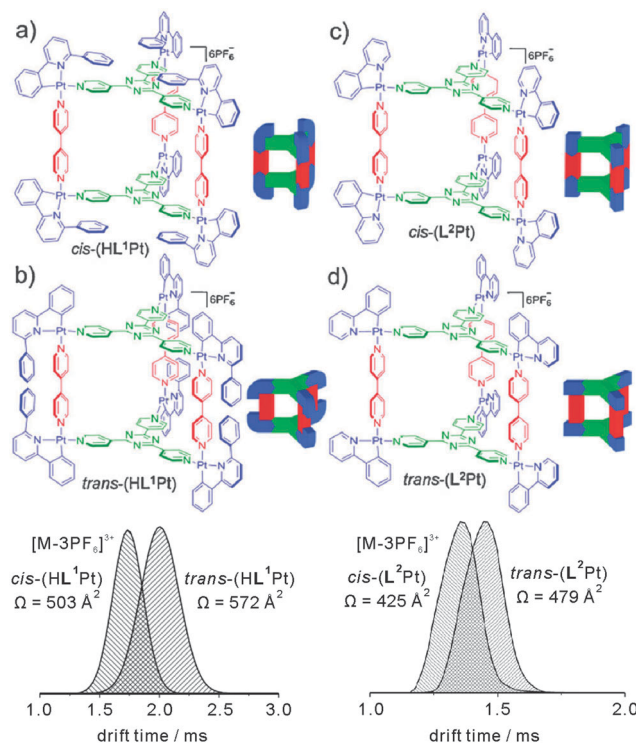 a)
6PF₆⁻
cis-(HL¹Pt)
c)
6PF₆⁻
cis-(L²Pt)
b)
6PF₆⁻
trans-(HL¹Pt)
d)
6PF₆⁻
trans-(L²Pt)
[M-3PF₆]³⁺
cis-(HL¹Pt)
Ω = 503 Å²
trans-(HL¹Pt)
Ω = 572 Å²
1.0 1.5 2.0 2.5 3.0
drift time / ms
[M-3PF₆]³⁺
cis-(L²Pt)
Ω = 425 Å²
trans-(L²Pt)
Ω = 479 Å²
1.0 1.5 2.0
drift time / ms